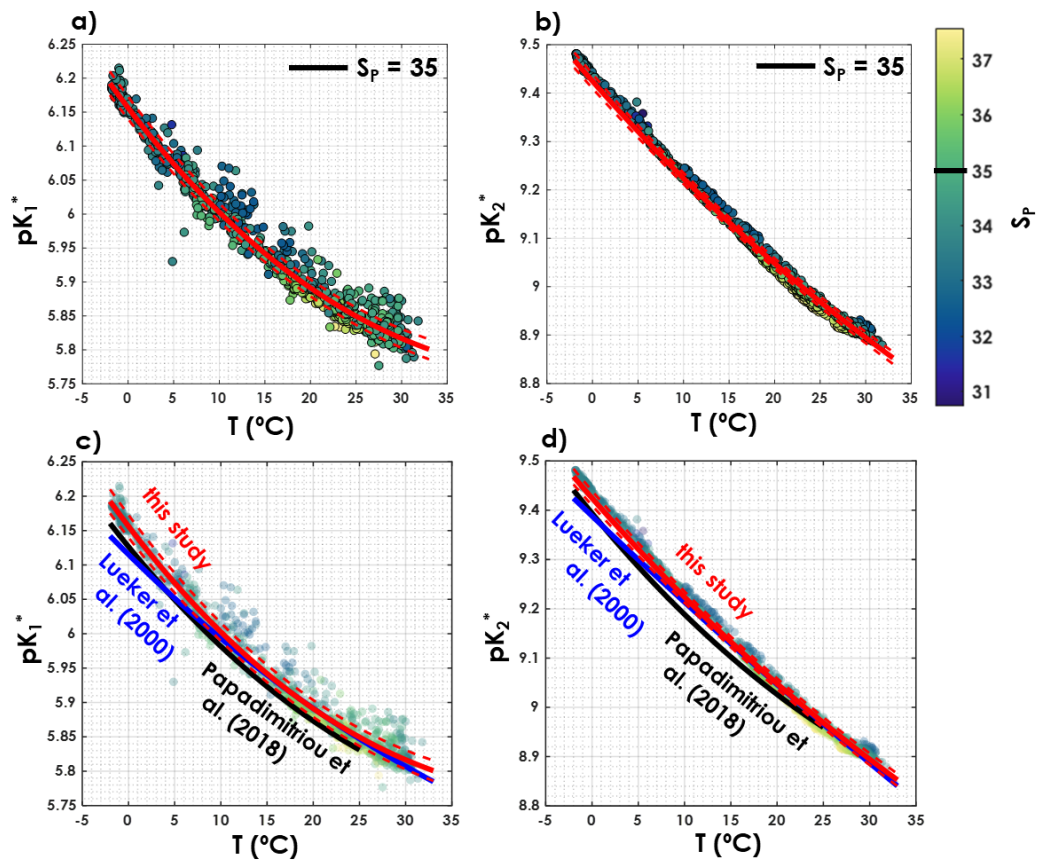 a)
6.25
6.2
6.15
6.1
6.05
6
5.95
5.9
5.85
5.8
5.75
pK1*
Sp = 35
-5 0 5 10 15 20 25 30 35
T (ºC)
b)
9.5
9.4
9.3
9.2
9.1
9
8.9
8.8
pK2*
Sp = 35
-5 0 5 10 15 20 25 30 35
T (ºC)
37
36
35
34
33
32
31
Sp
c)
6.25
6.2
6.15
6.1
6.05
6
5.95
5.9
5.85
5.8
5.75
pK1*
this study
Lueker et
al. (2000)
Papadimitriou et
al. (2018)
-5 0 5 10 15 20 25 30 35
T (ºC)
d)
9.5
9.4
9.3
9.2
9.1
9
8.9
8.8
pK2*
this study
Lueker et
al. (2000)
Papadimitriou et
al. (2018)
-5 0 5 10 15 20 25 30 35
T (ºC)